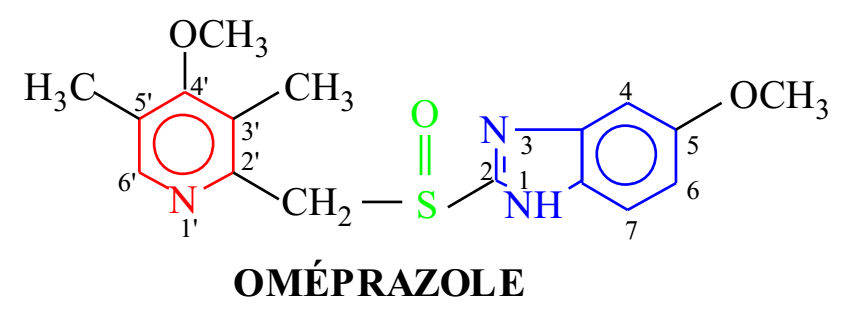 OCH3
H3C 5' 4' CH3
3'
O
N 3 4 OCH3
5
6' 2' 2 1
N CH2 S NH 6
1' 7
OMÉPRAZOLE